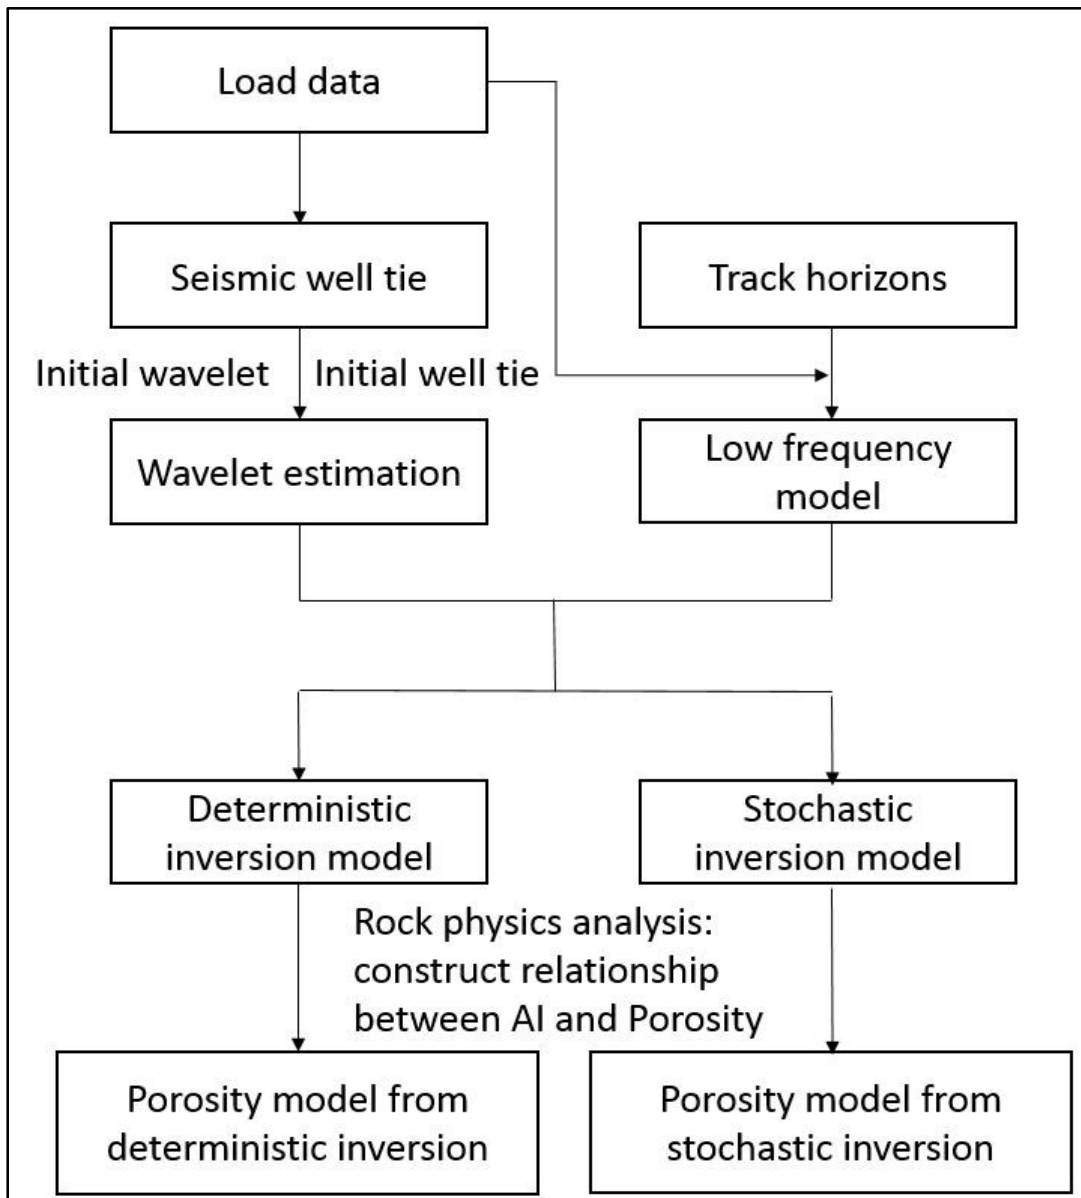 Load data
Seismic well tie
Track horizons
Initial wavelet
Initial well tie
Wavelet estimation
Low frequency
model
Deterministic
inversion model
Stochastic
inversion model
Rock physics analysis:
construct relationship
between AI and Porosity
Porosity model from
deterministic inversion
Porosity model from
stochastic inversion